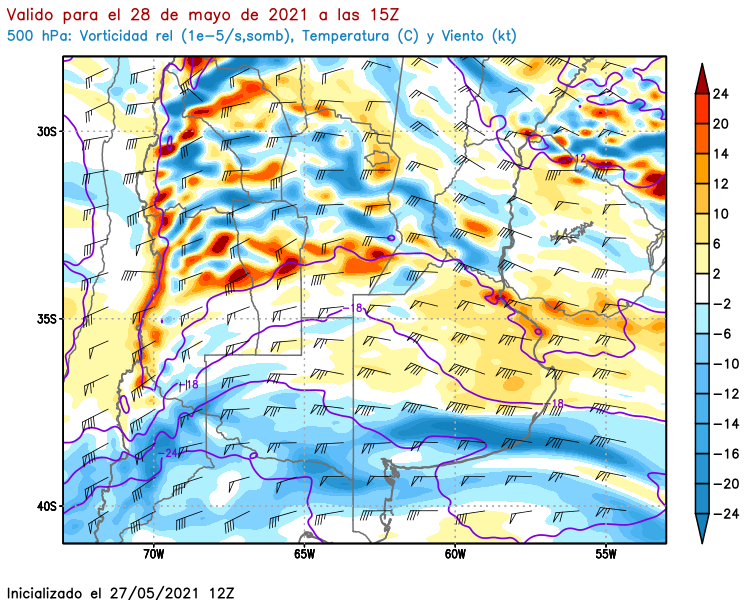 Valido para el 28 de mayo de 2021 a las 15Z
500 hPa: Vorticidad rel (1e−5/s,somb), Temperatura (C) y Viento (kt)
24
20
14
12
10
6
2
−2
−6
−10
−12
−14
−16
−20
−24
30S
35S
40S
−12
−18
−18
−18
−24
70W
65W
60W
55W
Inicializado el 27/05/2021 12Z